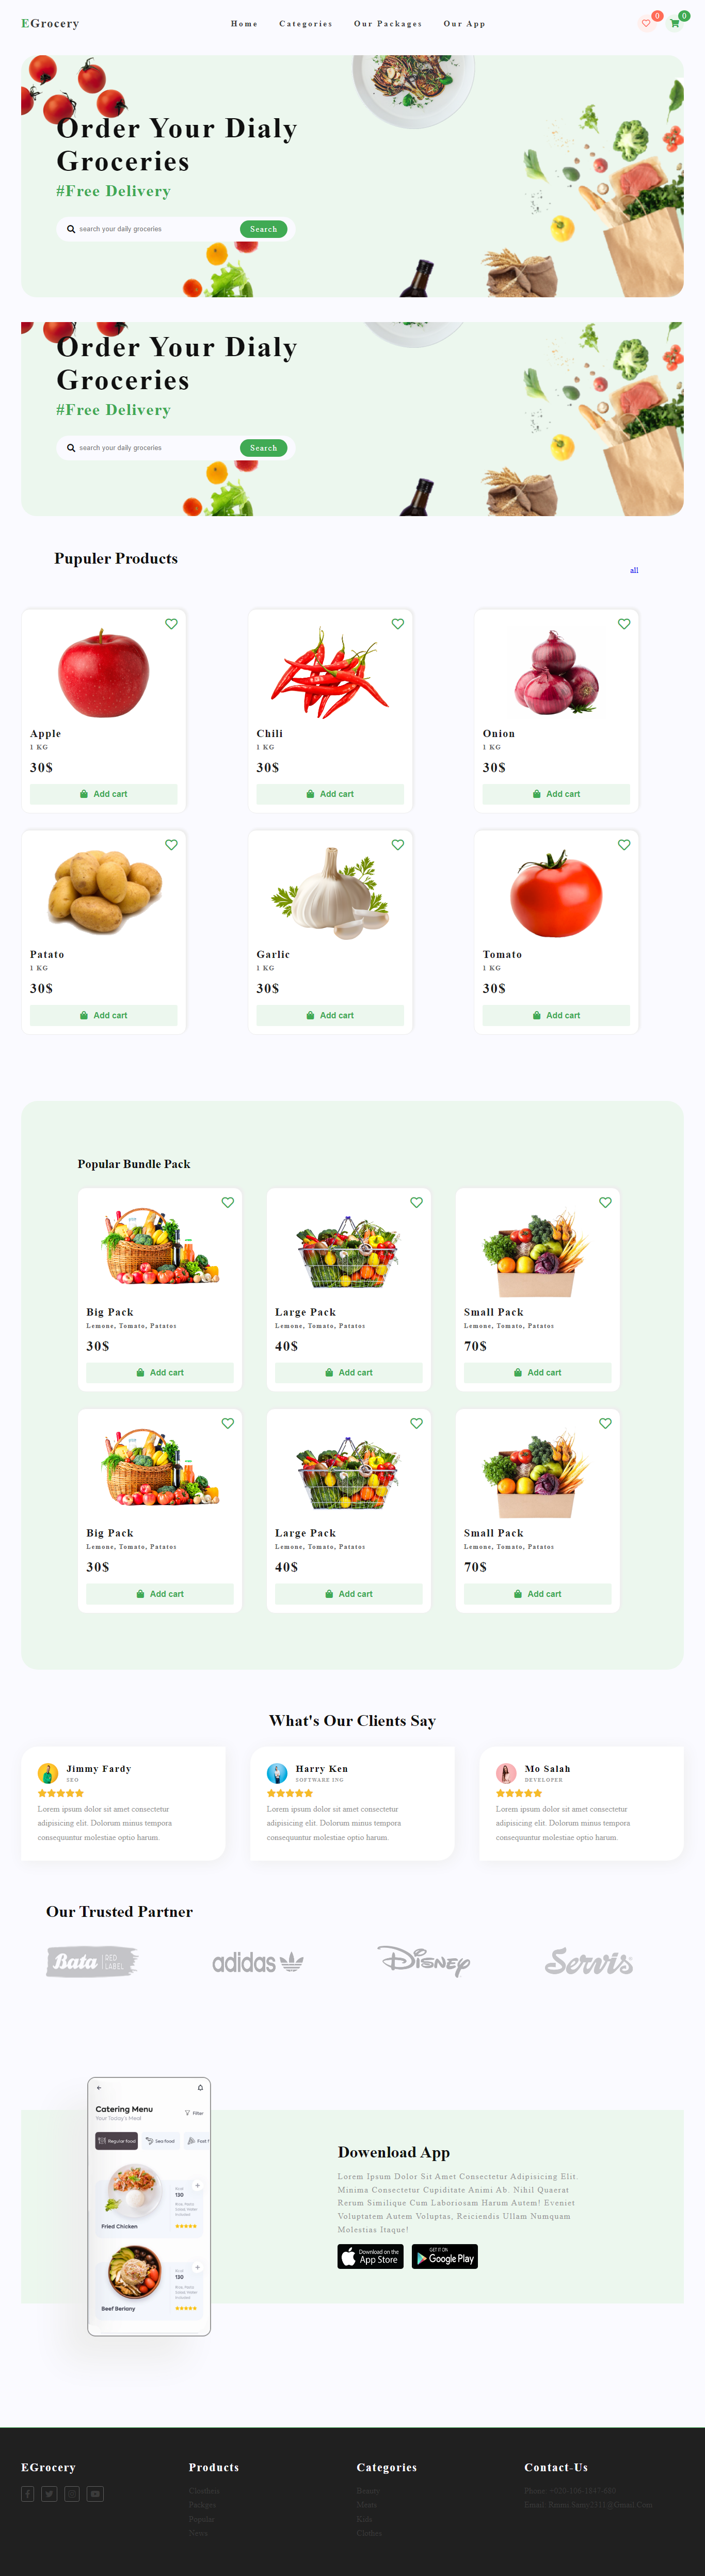 EGrocery
Home Categories Our Packages Our App
0 0
Order Your Dialy
Groceries
#Free Delivery
search your daily groceries Search
Order Your Dialy
Groceries
#Free Delivery
search your daily groceries Search
Pupuler Products
all
Apple
1 KG
30$
Add cart
Chili
1 KG
30$
Add cart
Onion
1 KG
30$
Add cart
Patato
1 KG
30$
Add cart
Garlic
1 KG
30$
Add cart
Tomato
1 KG
30$
Add cart
Popular Bundle Pack
Big Pack
Lemone, Tomato, Patatos
30$
Add cart
Large Pack
Lemone, Tomato, Patatos
40$
Add cart
Small Pack
Lemone, Tomato, Patatos
70$
Add cart
Big Pack
Lemone, Tomato, Patatos
30$
Add cart
Large Pack
Lemone, Tomato, Patatos
40$
Add cart
Small Pack
Lemone, Tomato, Patatos
70$
Add cart
What's Our Clients Say
Jimmy Fardy
SEO
Lorem ipsum dolor sit amet consectetur
adipisicing elit. Dolorum minus tempora
consequuntur molestiae optio harum.
Harry Ken
SOFTWARE ING
Lorem ipsum dolor sit amet consectetur
adipisicing elit. Dolorum minus tempora
consequuntur molestiae optio harum.
Mo Salah
DEVELOPER
Lorem ipsum dolor sit amet consectetur
adipisicing elit. Dolorum minus tempora
consequuntur molestiae optio harum.
Our Trusted Partner
Bata RED LABEL
adidas
Disney
Servis
Catering Menu
Your Today's Meal
Filter
Regular food Sea food Fast f
Rice
130
Fried Chicken
Rice
130
Beef Beriany
Dowenload App
Lorem Ipsum Dolor Sit Amet Consectetur Adipisicing Elit.
Minima Consectetur Cupiditate Animi Ab. Nihil Quaerat
Rerum Similique Cum Laboriosam Harum Autem! Eveniet
Voluptatem Autem Voluptas, Reiciendis Ullam Numquam
Molestias Itaque!
Download on the
App Store
GET IT ON
Google Play
EGrocery
Products
Packges
Popular
News
Categories
Beauty
Meats
Kids
Clothes
Contact-Us